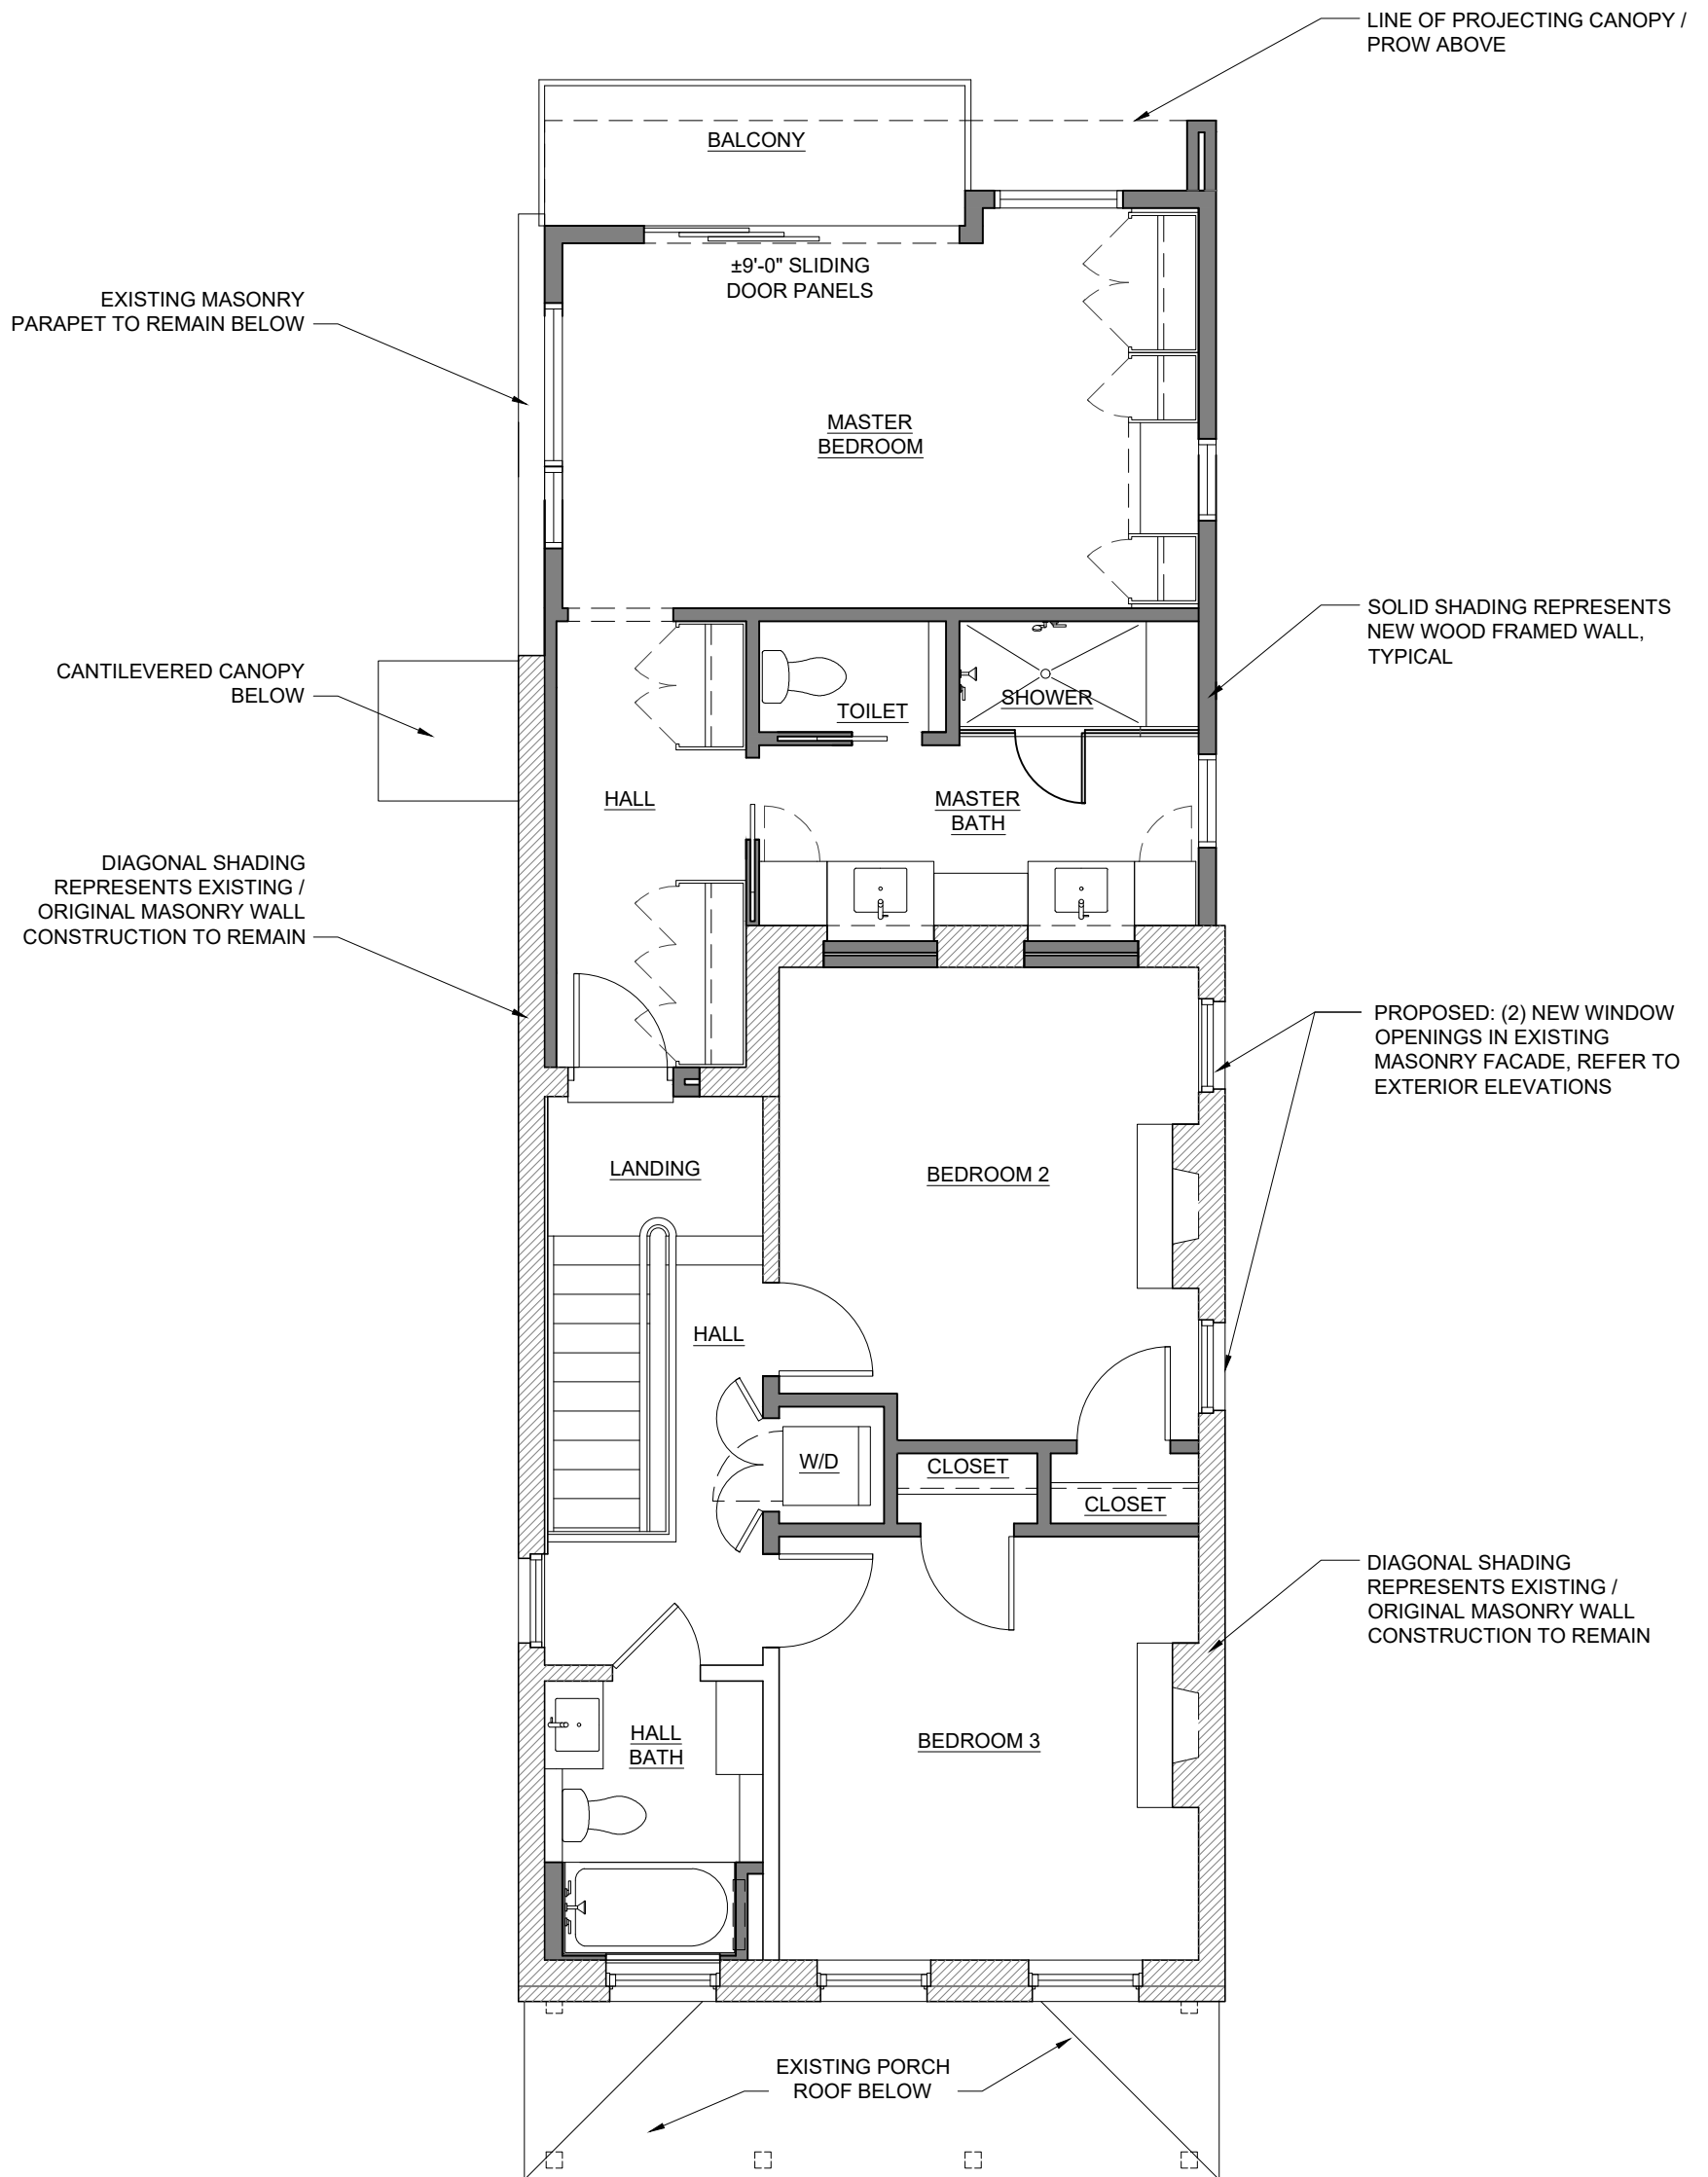 LINE OF PROJECTING CANOPY /
PROW ABOVE
BALCONY
±9'-0" SLIDING
DOOR PANELS
EXISTING MASONRY
PARAPET TO REMAIN BELOW
MASTER
BEDROOM
SOLID SHADING REPRESENTS
NEW WOOD FRAMED WALL,
TYPICAL
CANTILEVERED CANOPY
BELOW
TOILET
SHOWER
HALL
MASTER
BATH
DIAGONAL SHADING
REPRESENTS EXISTING /
ORIGINAL MASONRY WALL
CONSTRUCTION TO REMAIN
PROPOSED: (2) NEW WINDOW
OPENINGS IN EXISTING
MASONRY FACADE, REFER TO
EXTERIOR ELEVATIONS
LANDING
BEDROOM 2
HALL
W/D
CLOSET
CLOSET
DIAGONAL SHADING
REPRESENTS EXISTING /
ORIGINAL MASONRY WALL
CONSTRUCTION TO REMAIN
HALL
BATH
BEDROOM 3
EXISTING PORCH
ROOF BELOW